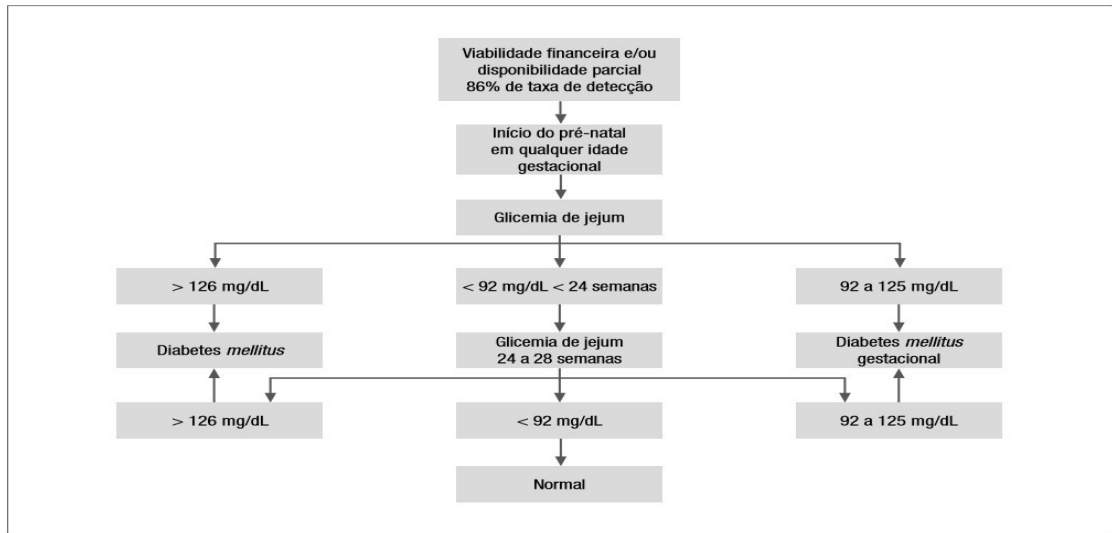 Viabilidade financeira e/ou
disponibilidade parcial
86% de taxa de detecção
Início do pré-natal
em qualquer idade
gestacional
Glicemia de jejum
> 126 mg/dL
< 92 mg/dL < 24 semanas
92 a 125 mg/dL
Diabetes mellitus
Glicemia de jejum
24 a 28 semanas
Diabetes mellitus
gestacional
> 126 mg/dL
< 92 mg/dL
92 a 125 mg/dL
Normal